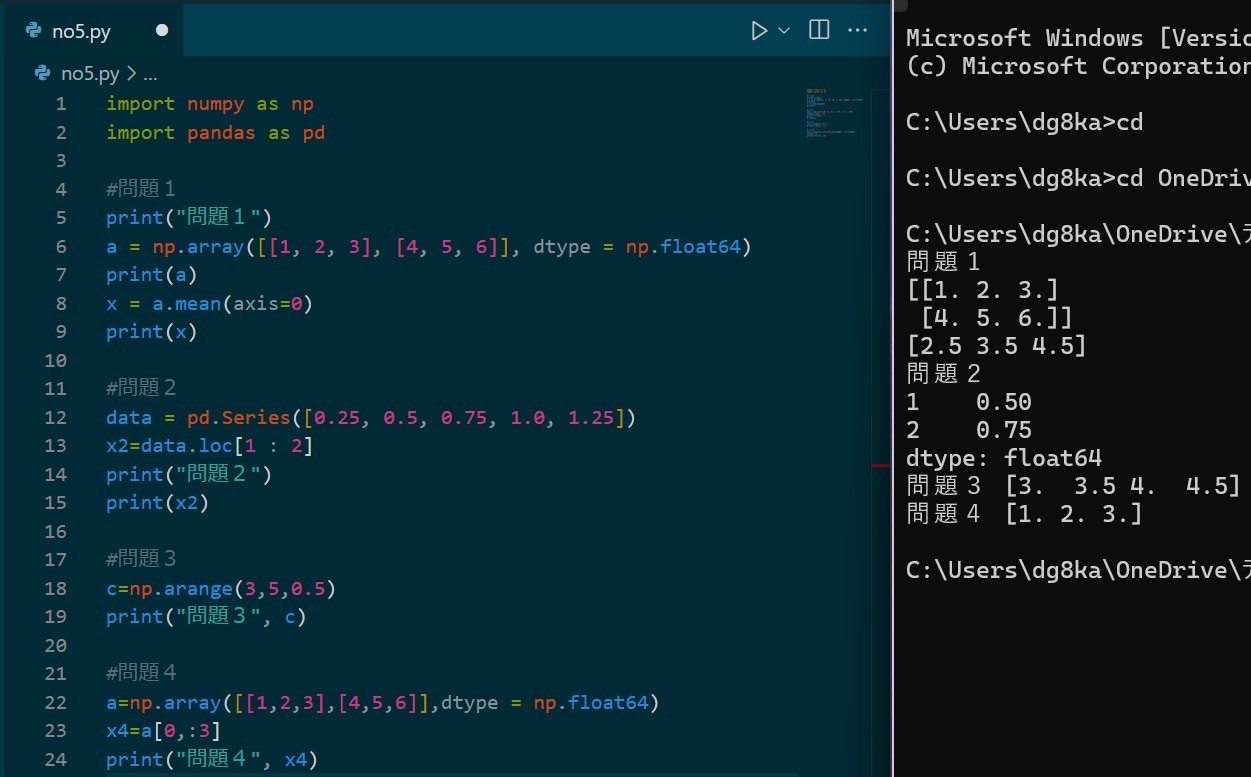 no5.py
no5.py > ...
1 import numpy as np
2 import pandas as pd
3
4 #問題１
5 print("問題１")
6 a = np.array([[1, 2, 3], [4, 5, 6]], dtype = np.float64)
7 print(a)
8 x = a.mean(axis=0)
9 print(x)
10
11 #問題２
12 data = pd.Series([0.25, 0.5, 0.75, 1.0, 1.25])
13 x2=data.loc[1 : 2]
14 print("問題２")
15 print(x2)
16
17 #問題３
18 c=np.arange(3,5,0.5)
19 print("問題３", c)
20
21 #問題４
22 a=np.array([[1,2,3],[4,5,6]],dtype = np.float64)
23 x4=a[0,:3]
24 print("問題４", x4)
Microsoft Windows [Versio
(c) Microsoft Corporation
C:\Users\dg8ka>cd
C:\Users\dg8ka>cd OneDriv
C:\Users\dg8ka\OneDrive\
問題１
[[1. 2. 3.]
 [4. 5. 6.]]
[2.5 3.5 4.5]
問題２
1    0.50
2    0.75
dtype: float64
問題３ [3.  3.5 4.  4.5]
問題４ [1. 2. 3.]
C:\Users\dg8ka\OneDrive\